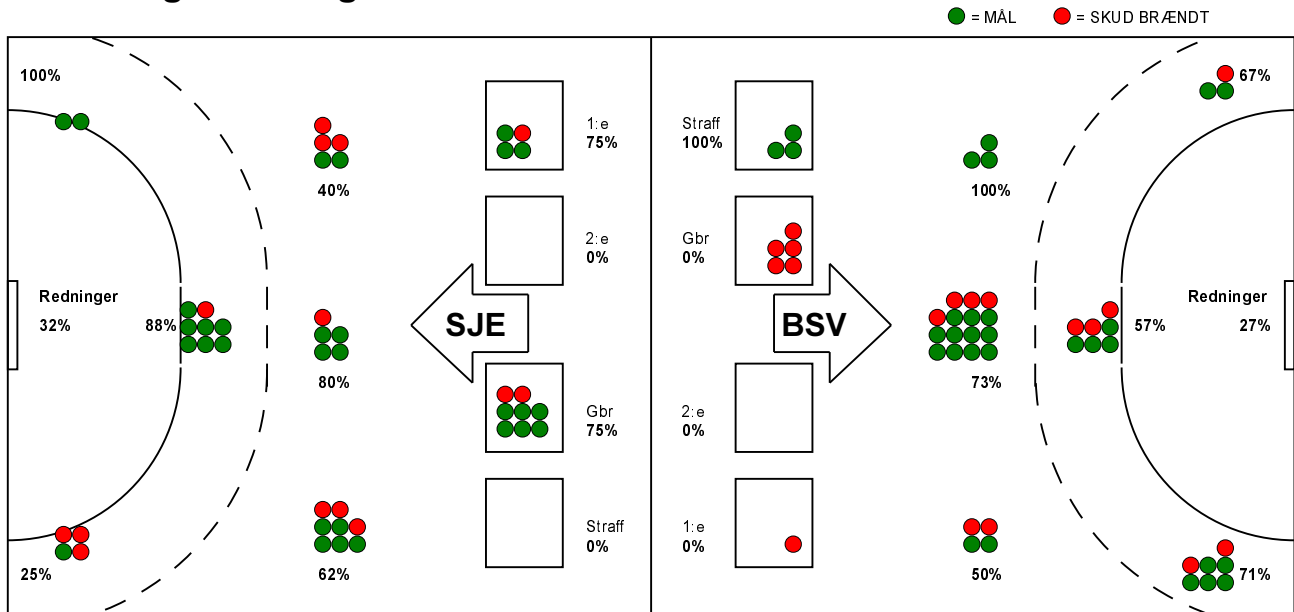 = MÅL = SKUD BRÆNDT
100%
67%
1:e
75%
Straff
100%
40%
100%
2:e
0%
Gbr
0%
Redninger
32%
88%
SJE
BSV
57%
Redninger
27%
80%
73%
Gbr
75%
2:e
0%
Straff
0%
1:e
0%
25%
62%
50%
71%